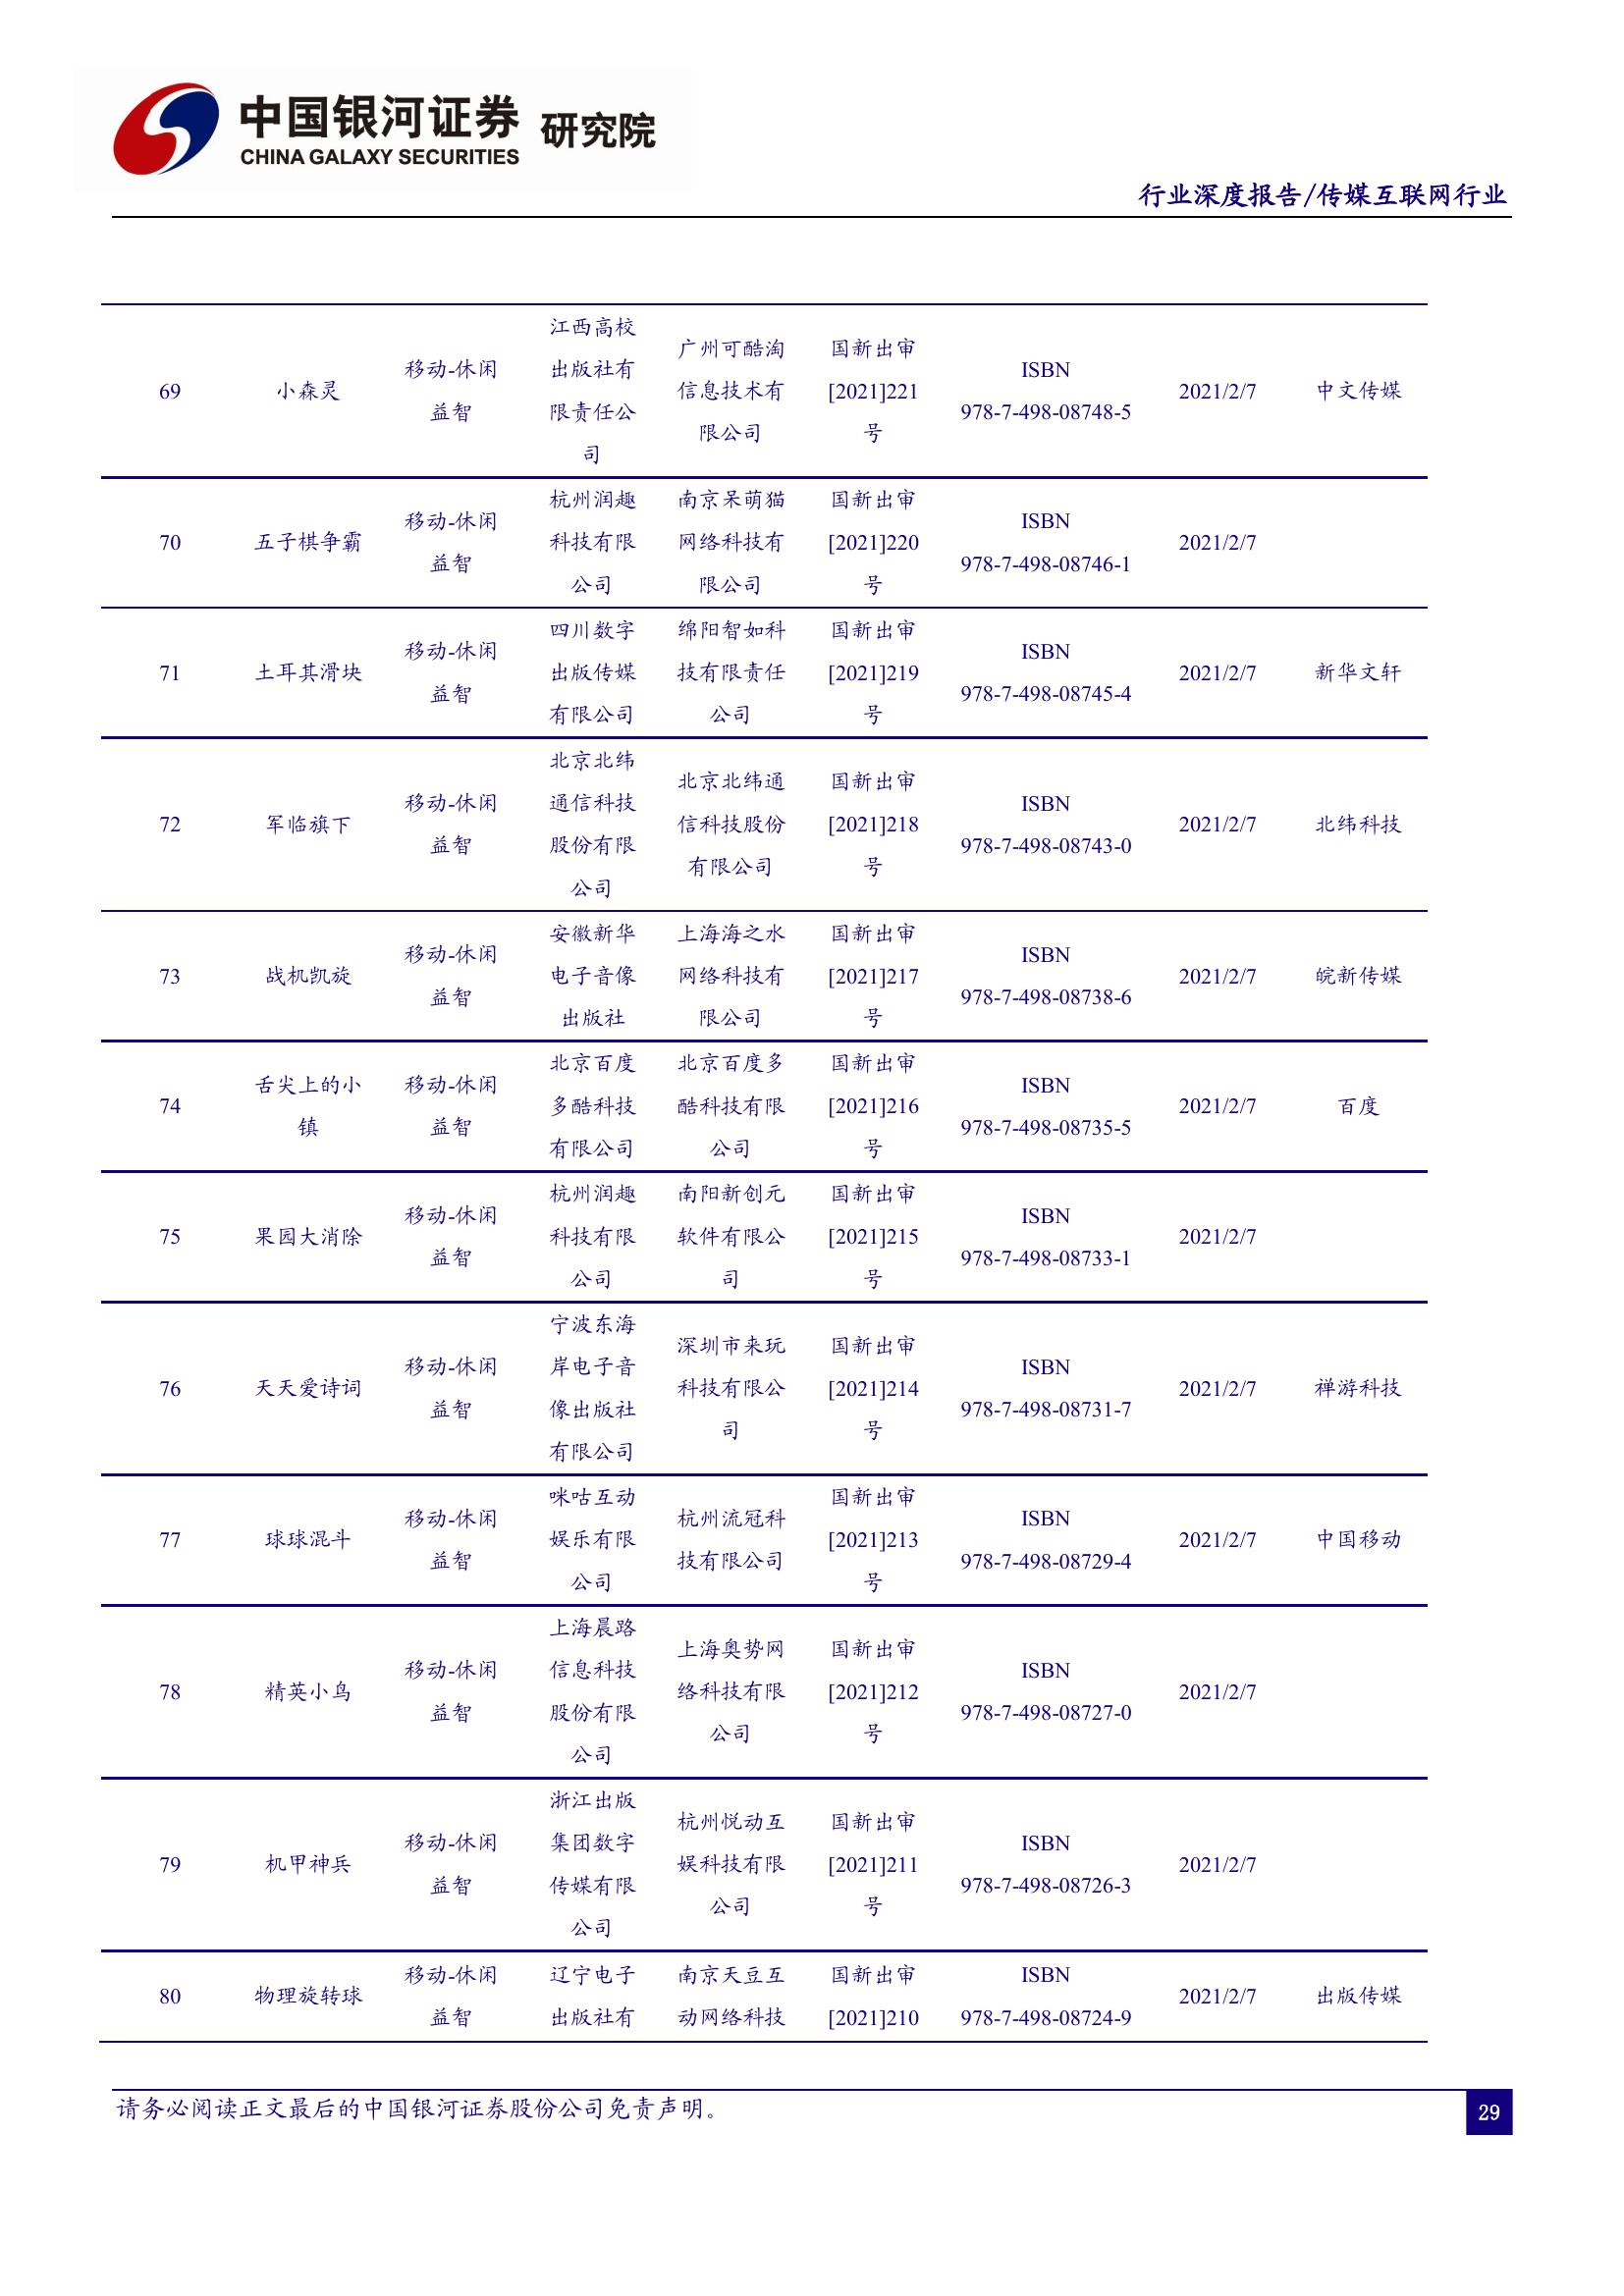 中国银河证券 研究院
CHINA GALAXY SECURITIES
行业深度报告/传媒互联网行业
69
小森灵
移动-休闲
益智
江西高校
出版社有
限责任公
司
广州可酷淘
信息技术有
限公司
国新出审
[2021]221
号
ISBN
978-7-498-08748-5
2021/2/7
中文传媒
70
五子棋争霸
移动-休闲
益智
杭州润趣
科技有限
公司
南京呆萌猫
网络科技有
限公司
国新出审
[2021]220
号
ISBN
978-7-498-08746-1
2021/2/7
71
土耳其滑块
移动-休闲
益智
四川数字
出版传媒
有限公司
绵阳智如科
技有限责任
公司
国新出审
[2021]219
号
ISBN
978-7-498-08745-4
2021/2/7
新华文轩
72
军临旗下
移动-休闲
益智
北京北纬
通信科技
股份有限
公司
北京北纬通
信科技股份
有限公司
国新出审
[2021]218
号
ISBN
978-7-498-08743-0
2021/2/7
北纬科技
73
战机凯旋
移动-休闲
益智
安徽新华
电子音像
出版社
上海海之水
网络科技有
限公司
国新出审
[2021]217
号
ISBN
978-7-498-08738-6
2021/2/7
皖新传媒
74
舌尖上的小
镇
移动-休闲
益智
北京百度
多酷科技
有限公司
北京百度多
酷科技有限
公司
国新出审
[2021]216
号
ISBN
978-7-498-08735-5
2021/2/7
百度
75
果园大消除
移动-休闲
益智
杭州润趣
科技有限
公司
南阳新创元
软件有限公
司
国新出审
[2021]215
号
ISBN
978-7-498-08733-1
2021/2/7
76
天天爱诗词
移动-休闲
益智
宁波东海
岸电子音
像出版社
有限公司
深圳市来玩
科技有限公
司
国新出审
[2021]214
号
ISBN
978-7-498-08731-7
2021/2/7
禅游科技
77
球球混斗
移动-休闲
益智
咪咕互动
娱乐有限
公司
杭州流冠科
技有限公司
国新出审
[2021]213
号
ISBN
978-7-498-08729-4
2021/2/7
中国移动
78
精英小鸟
移动-休闲
益智
上海晨路
信息科技
股份有限
公司
上海奥势网
络科技有限
公司
国新出审
[2021]212
号
ISBN
978-7-498-08727-0
2021/2/7
79
机甲神兵
移动-休闲
益智
浙江出版
集团数字
传媒有限
公司
杭州悦动互
娱科技有限
公司
国新出审
[2021]211
号
ISBN
978-7-498-08726-3
2021/2/7
80
物理旋转球
移动-休闲
益智
辽宁电子
出版社有
南京天豆互
动网络科技
国新出审
[2021]210
ISBN
978-7-498-08724-9
2021/2/7
出版传媒
请务必阅读正文最后的中国银河证券股份公司免责声明。
29